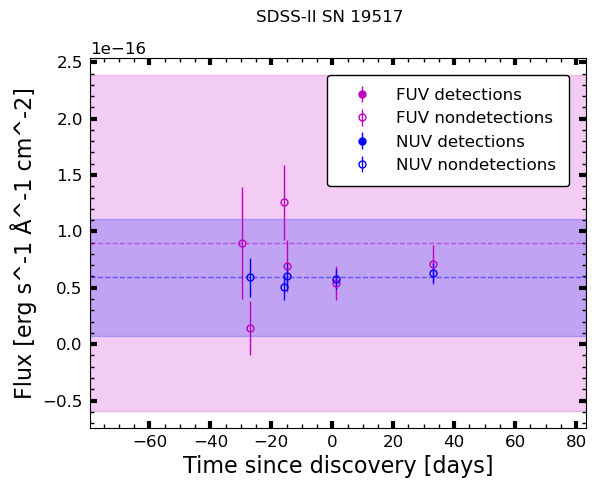 SDSS-II SN 19517
1e−16
FUV detections
FUV nondetections
NUV detections
NUV nondetections
2.5
2.0
1.5
1.0
0.5
0.0
−0.5
Flux [erg s^-1 Å^-1 cm^-2]
−60 −40 −20 0 20 40 60 80
Time since discovery [days]